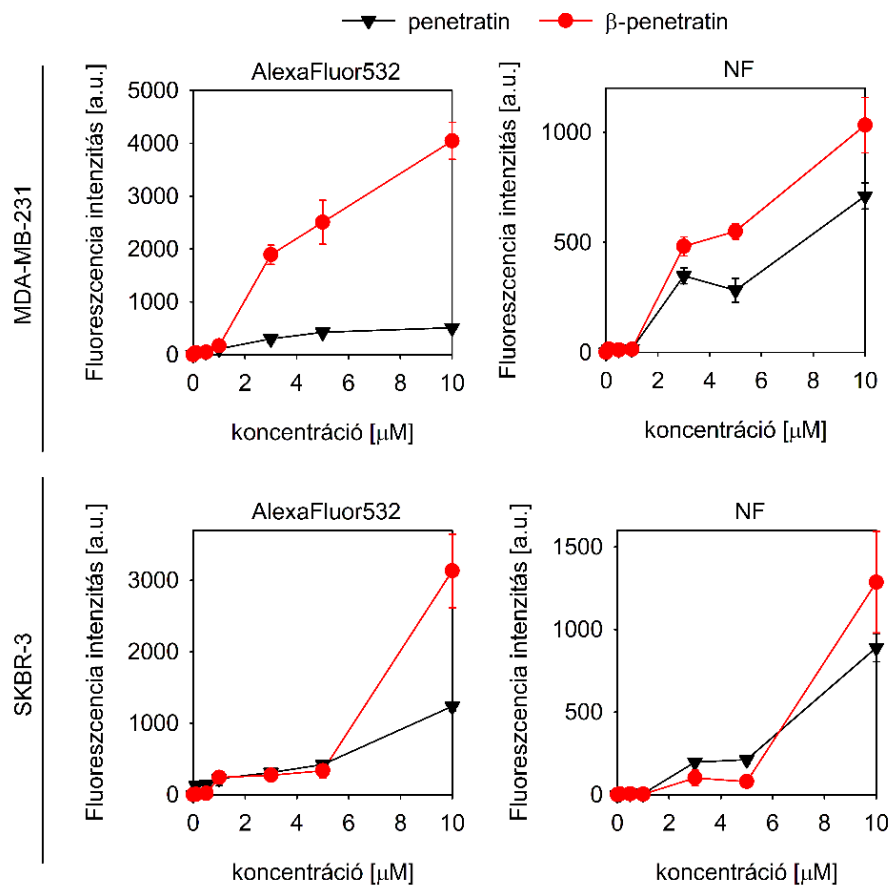 penetratin β-penetratin
MDA-MB-231
AlexaFluor532
Fluoreszcencia intenzitás [a.u.]
5000
4000
3000
2000
1000
0
0 2 4 6 8 10
koncentráció [μM]
NF
Fluoreszcencia intenzitás [a.u.]
1000
500
0
0 2 4 6 8 10
koncentráció [μM]
SKBR-3
AlexaFluor532
Fluoreszcencia intenzitás [a.u.]
3000
2000
1000
0
0 2 4 6 8 10
koncentráció [μM]
NF
Fluoreszcencia intenzitás [a.u.]
1500
1000
500
0
0 2 4 6 8 10
koncentráció [μM]